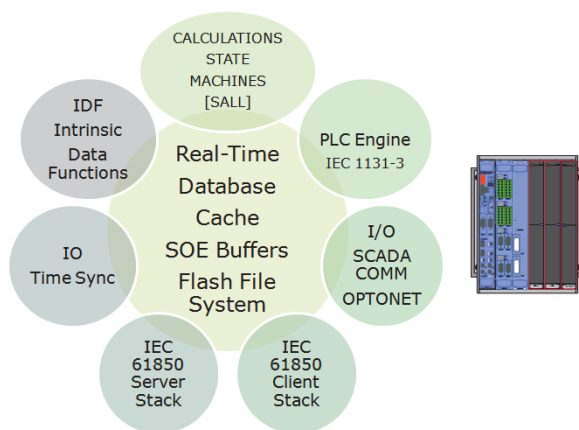 CALCULATIONS
STATE
MACHINES
[SALL]
IDF
Intrinsic
Data
Functions
PLC Engine
IEC 1131-3
Real-Time
Database
Cache
SOE Buffers
Flash File
System
IO
Time Sync
I/O
SCADA
COMM
OPTONET
IEC
61850
Server
Stack
IEC
61850
Client
Stack